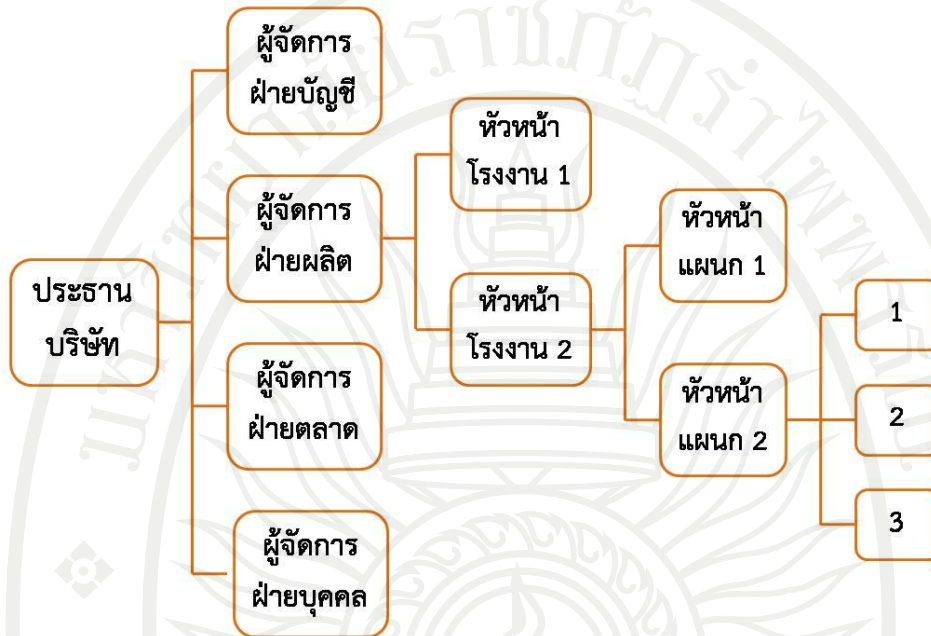 ผู้จัดการ
ฝ่ายบัญชี
หัวหน้า
โรงงาน 1
ผู้จัดการ
ฝ่ายผลิต
หัวหน้า
แผนก 1
ประธาน
บริษัท
หัวหน้า
โรงงาน 2
1
ผู้จัดการ
ฝ่ายตลาด
หัวหน้า
แผนก 2
2
3
ผู้จัดการ
ฝ่ายบุคคล